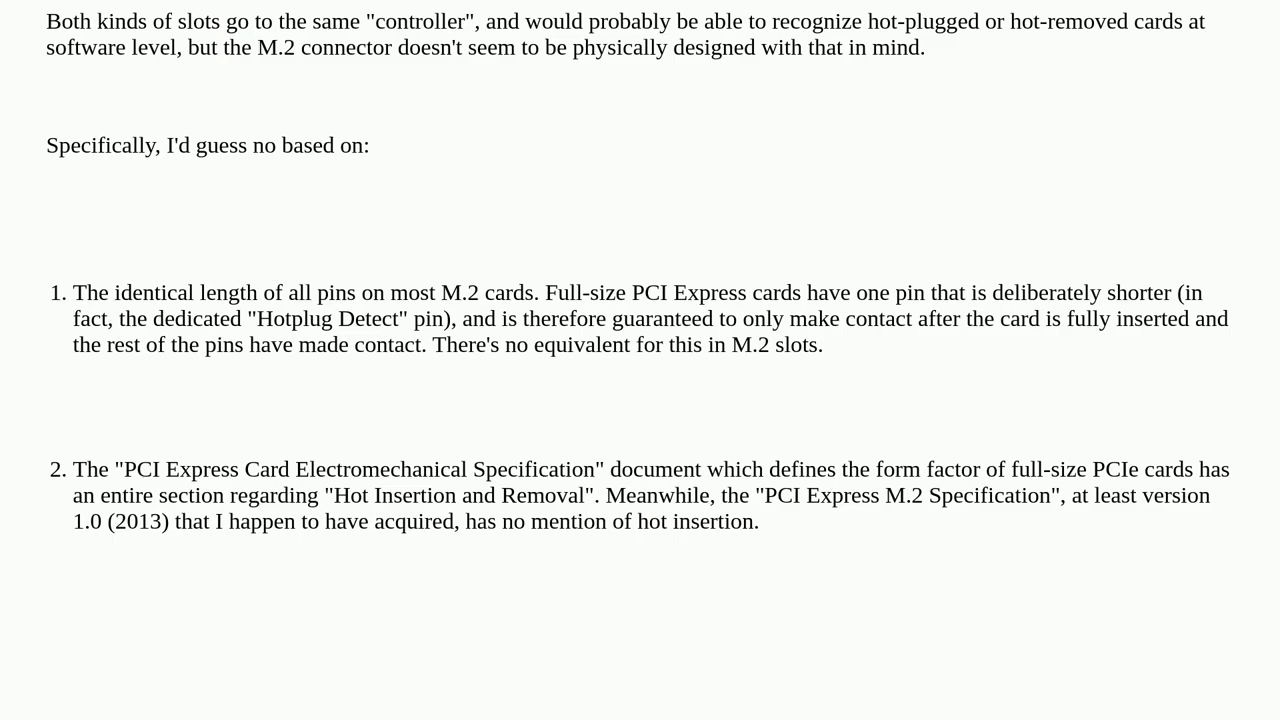 Both kinds of slots go to the same "controller", and would probably be able to recognize hot-plugged or hot-removed cards at
software level, but the M.2 connector doesn't seem to be physically designed with that in mind.
Specifically, I'd guess no based on:
1. The identical length of all pins on most M.2 cards. Full-size PCI Express cards have one pin that is deliberately shorter (in
fact, the dedicated "Hotplug Detect" pin), and is therefore guaranteed to only make contact after the card is fully inserted and
the rest of the pins have made contact. There's no equivalent for this in M.2 slots.
2. The "PCI Express Card Electromechanical Specification" document which defines the form factor of full-size PCIe cards has
an entire section regarding "Hot Insertion and Removal". Meanwhile, the "PCI Express M.2 Specification", at least version
1.0 (2013) that I happen to have acquired, has no mention of hot insertion.